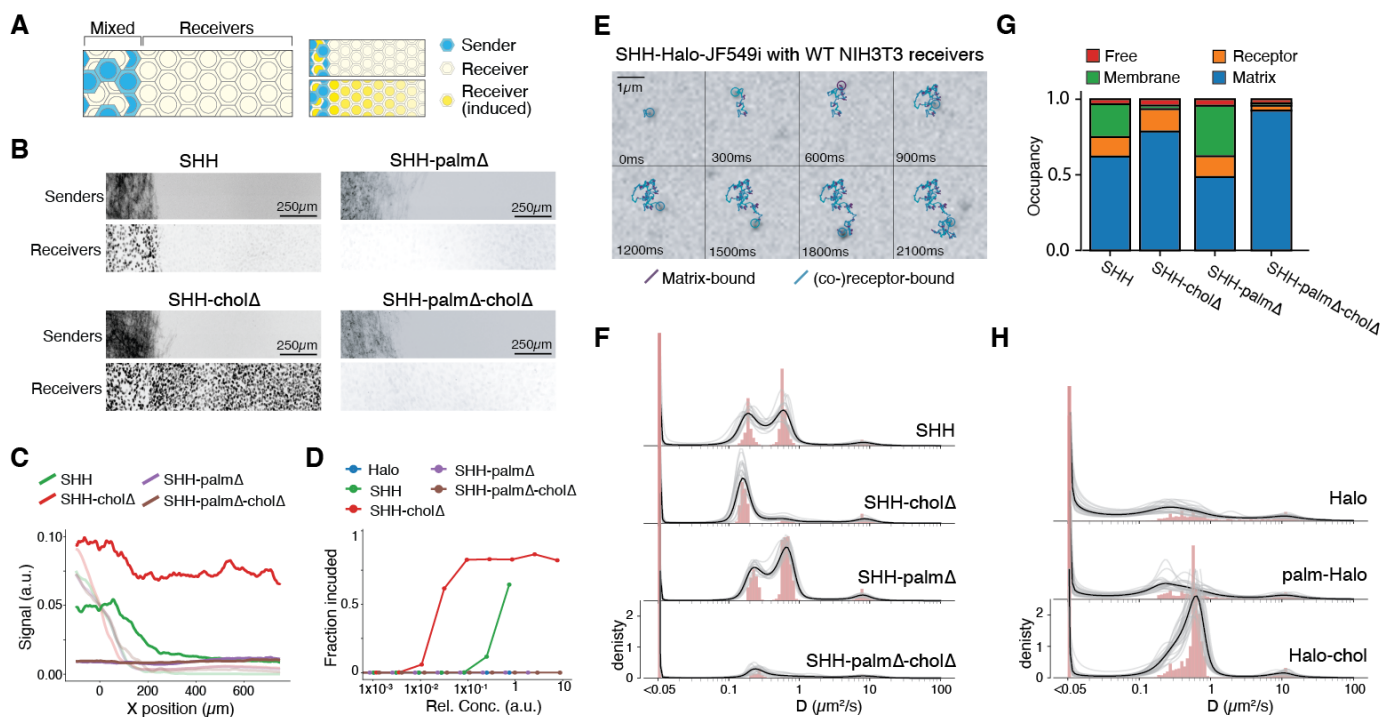 A
Mixed
Receivers
Sender
Receiver
Receiver
(induced)
B
SHH
SHH-palmΔ
Senders
250μm
250μm
Receivers
SHH-cholΔ
SHH-palmΔ-cholΔ
Senders
250μm
250μm
Receivers
C
SHH
SHH-palmΔ
SHH-cholΔ
SHH-palmΔ-cholΔ
Signal (a.u.)
0.10
0.05
0.00
0
200
400
600
X position (μm)
D
Halo
SHH-palmΔ
SHH
SHH-palmΔ-cholΔ
SHH-cholΔ
Fraction incuded
1
0.5
0
1x10-3
1x10-2
1x10-1
1
10
Rel. Conc. (a.u.)
E
SHH-Halo-JF549i with WT NIH3T3 receivers
1μm
0ms
300ms
600ms
900ms
1200ms
1500ms
1800ms
2100ms
Matrix-bound
(co-)receptor-bound
F
SHH
SHH-cholΔ
SHH-palmΔ
SHH-palmΔ-cholΔ
denisty
2
1
0
<0.05
0.1
1
10
100
D (μm²/s)
G
Free
Receptor
Membrane
Matrix
Occupancy
1.0
0.5
0.0
SHH
SHH-cholΔ
SHH-palmΔ
SHH-palmΔ-cholΔ
H
Halo
palm-Halo
Halo-chol
denisty
2
1
0
<0.05
0.1
1
10
100
D (μm²/s)